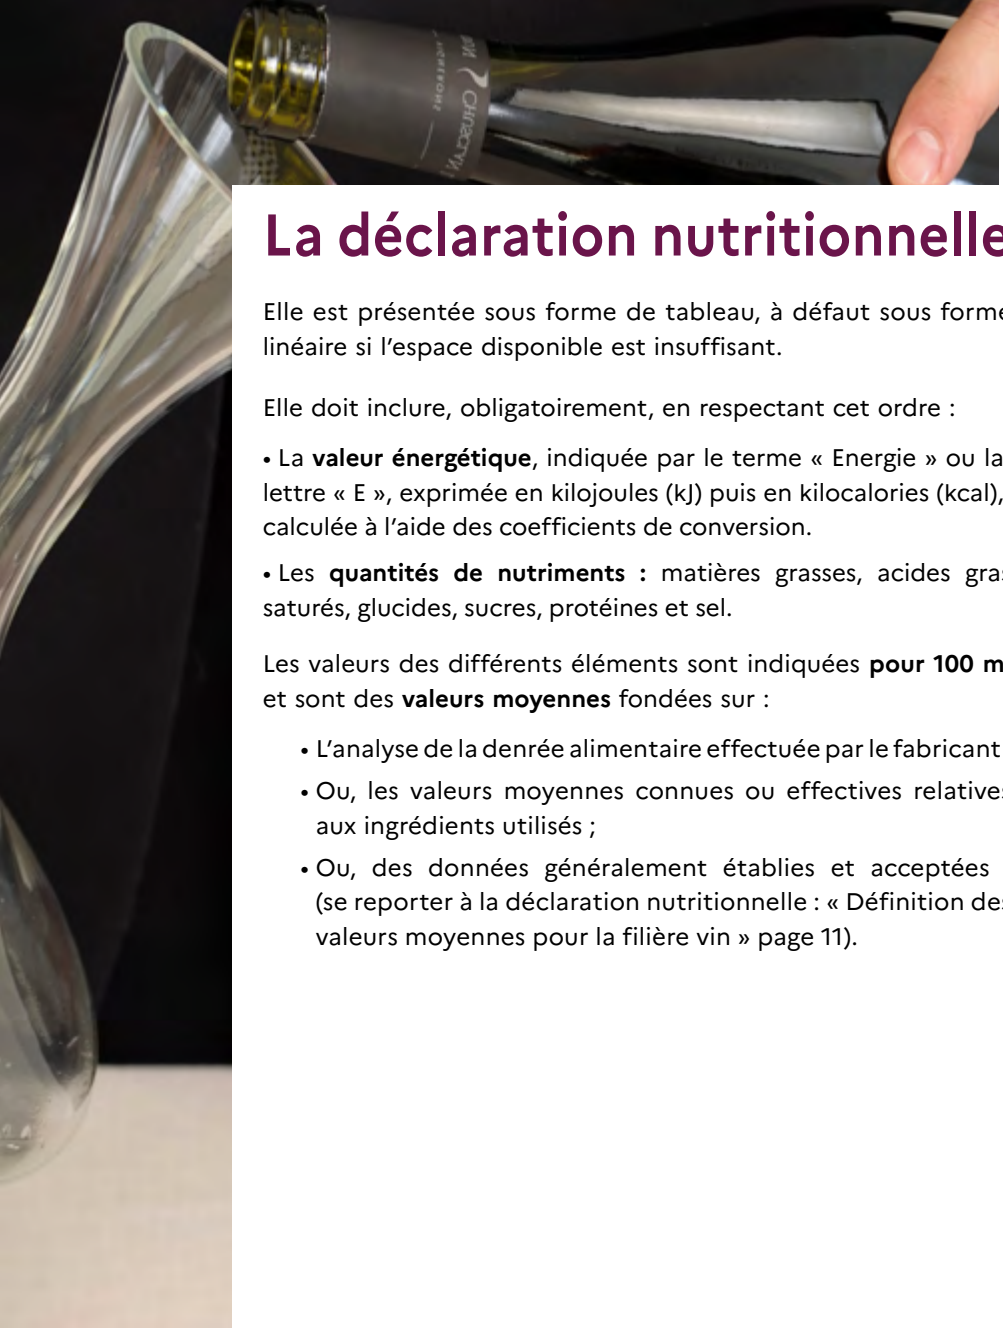 La déclaration nutritionnelle
Elle est présentée sous forme de tableau, à défaut sous forme
linéaire si l'espace disponible est insuffisant.
Elle doit inclure, obligatoirement, en respectant cet ordre :
• La valeur énergétique, indiquée par le terme « Energie » ou la
lettre « E », exprimée en kilojoules (kJ) puis en kilocalories (kcal),
calculée à l'aide des coefficients de conversion.
• Les quantités de nutriments : matières grasses, acides gras
saturés, glucides, sucres, protéines et sel.
Les valeurs des différents éléments sont indiquées pour 100 m
et sont des valeurs moyennes fondées sur :
• L'analyse de la denrée alimentaire effectuée par le fabricant
• Ou, les valeurs moyennes connues ou effectives relatives
aux ingrédients utilisés ;
• Ou, des données généralement établies et acceptées
(se reporter à la déclaration nutritionnelle : « Définition des
valeurs moyennes pour la filière vin » page 11).